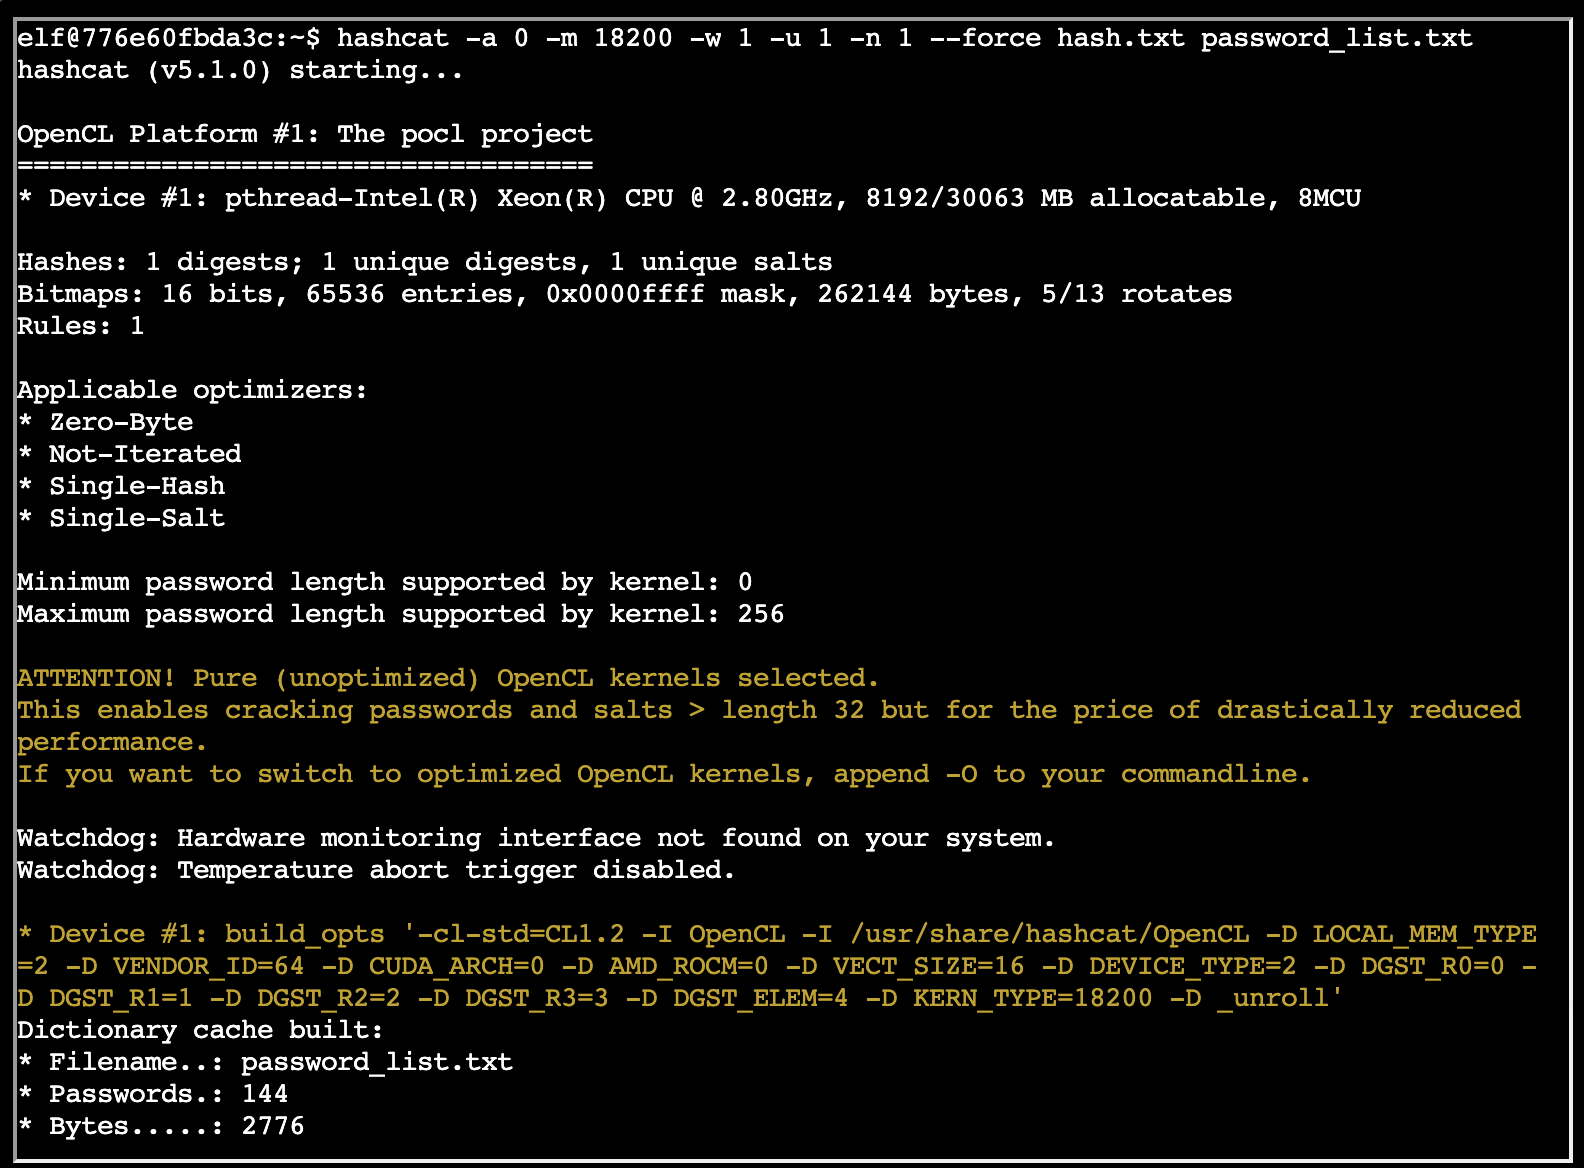 elf@776e60fbda3c:~$ hashcat -a 0 -m 18200 -w 1 -u 1 -n 1 --force hash.txt password_list.txt
hashcat (v5.1.0) starting...
OpenCL Platform #1: The pocl project
====================================
* Device #1: pthread-Intel(R) Xeon(R) CPU @ 2.80GHz, 8192/30063 MB allocatable, 8MCU
Hashes: 1 digests; 1 unique digests, 1 unique salts
Bitmaps: 16 bits, 65536 entries, 0x0000ffff mask, 262144 bytes, 5/13 rotates
Rules: 1
Applicable optimizers:
* Zero-Byte
* Not-Iterated
* Single-Hash
* Single-Salt
Minimum password length supported by kernel: 0
Maximum password length supported by kernel: 256
ATTENTION! Pure (unoptimized) OpenCL kernels selected.
This enables cracking passwords and salts > length 32 but for the price of drastically reduced
performance.
If you want to switch to optimized OpenCL kernels, append -O to your commandline.
Watchdog: Hardware monitoring interface not found on your system.
Watchdog: Temperature abort trigger disabled.
* Device #1: build_opts '-cl-std=CL1.2 -I OpenCL -I /usr/share/hashcat/OpenCL -D LOCAL_MEM_TYPE
=2 -D VENDOR_ID=64 -D CUDA_ARCH=0 -D AMD_ROCM=0 -D VECT_SIZE=16 -D DEVICE_TYPE=2 -D DGST_R0=0 -
D DGST_R1=1 -D DGST_R2=2 -D DGST_R3=3 -D DGST_ELEM=4 -D KERN_TYPE=18200 -D _unroll'
Dictionary cache built:
* Filename..: password_list.txt
* Passwords.: 144
* Bytes.....: 2776